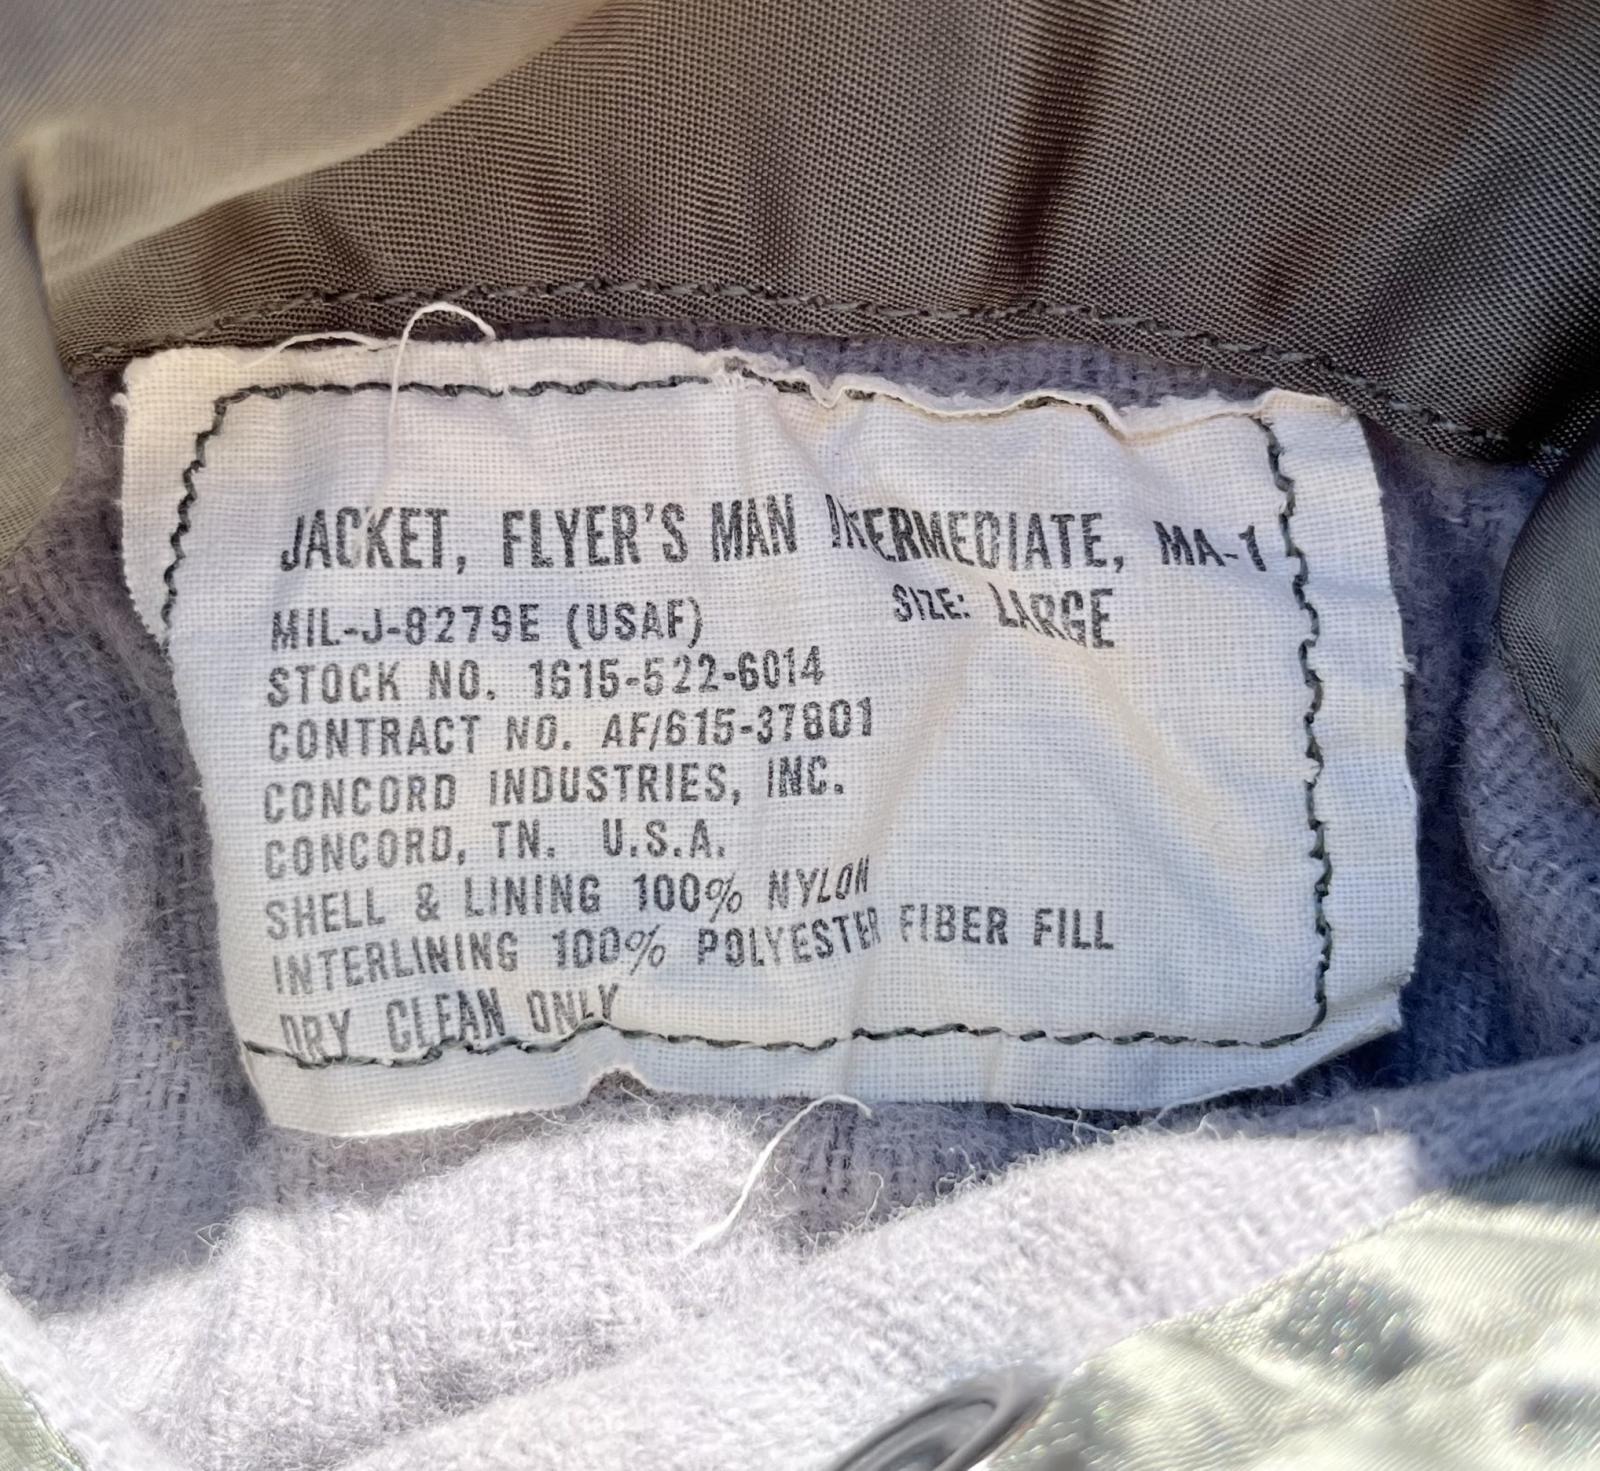 JACKET, FLYER'S MAN INTERMEDIATE, MA-1
MIL-J-8279E (USAF) SIZE: LARGE
STOCK NO. 1615-522-6014
CONTRACT NO. AF/615-37801
CONCORD INDUSTRIES, INC.
CONCORD, TN. U.S.A.
SHELL & LINING 100% NYLON
INTERLINING 100% POLYESTER FIBER FILL
DRY CLEAN ONLY